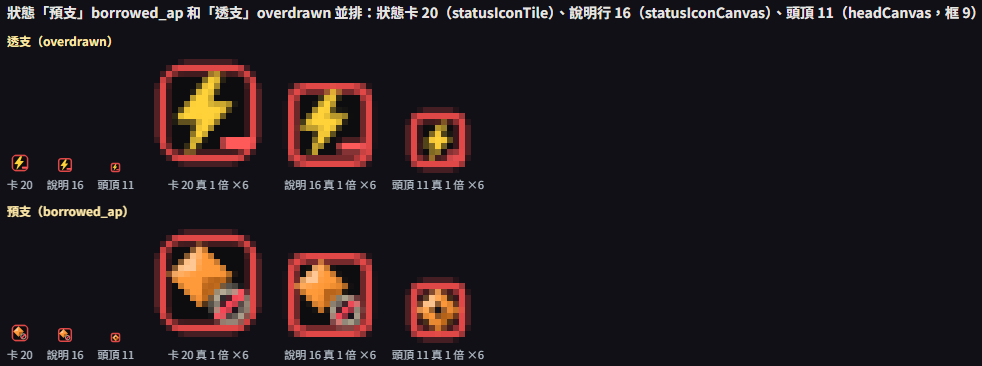 狀態「預支」borrowed_ap 和「透支」overdrawn 並排：狀態卡 20（statusIconTile）、說明行 16（statusIconCanvas）、頭頂 11（headCanvas，框 9）
透支（overdrawn）
卡 20 說明 16 頭頂 11 卡 20 真 1 倍 ×6 說明 16 真 1 倍 ×6 頭頂 11 真 1 倍 ×6
預支（borrowed_ap）
卡 20 說明 16 頭頂 11 卡 20 真 1 倍 ×6 說明 16 真 1 倍 ×6 頭頂 11 真 1 倍 ×6